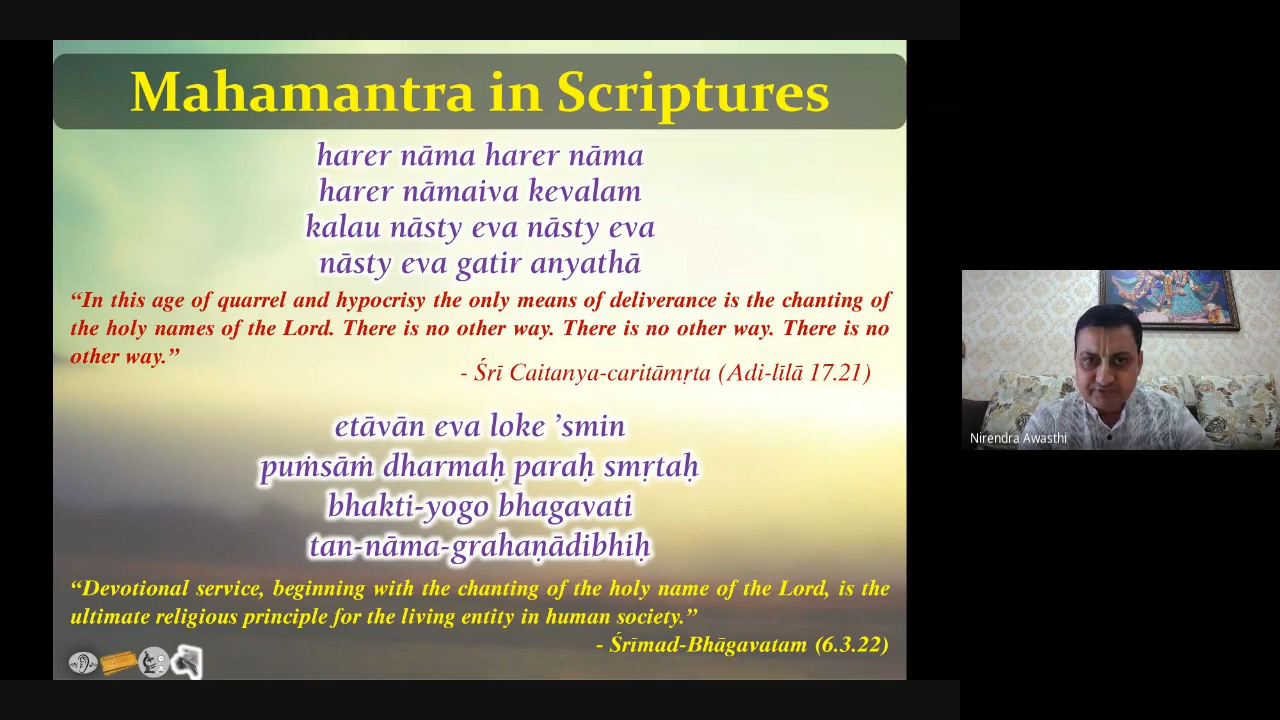 Mahamantra in Scriptures
harer nāma harer nāma
harer nāmaiva kevalam
kalau nāsty eva nāsty eva
nāsty eva gatir anyathā
“In this age of quarrel and hypocrisy the only means of deliverance is the chanting of
the holy names of the Lord. There is no other way. There is no other way. There is no
other way.”
- Śrī Caitanya-caritāmṛta (Adi-līlā 17.21)
etāvān eva loke ’smin
puṁsāṁ dharmaḥ paraḥ smṛtaḥ
bhakti-yogo bhagavati
tan-nāma-grahaṇādibhiḥ
“Devotional service, beginning with the chanting of the holy name of the Lord, is the
ultimate religious principle for the living entity in human society.”
- Śrīmad-Bhāgavatam (6.3.22)
Nirendra Awasthi